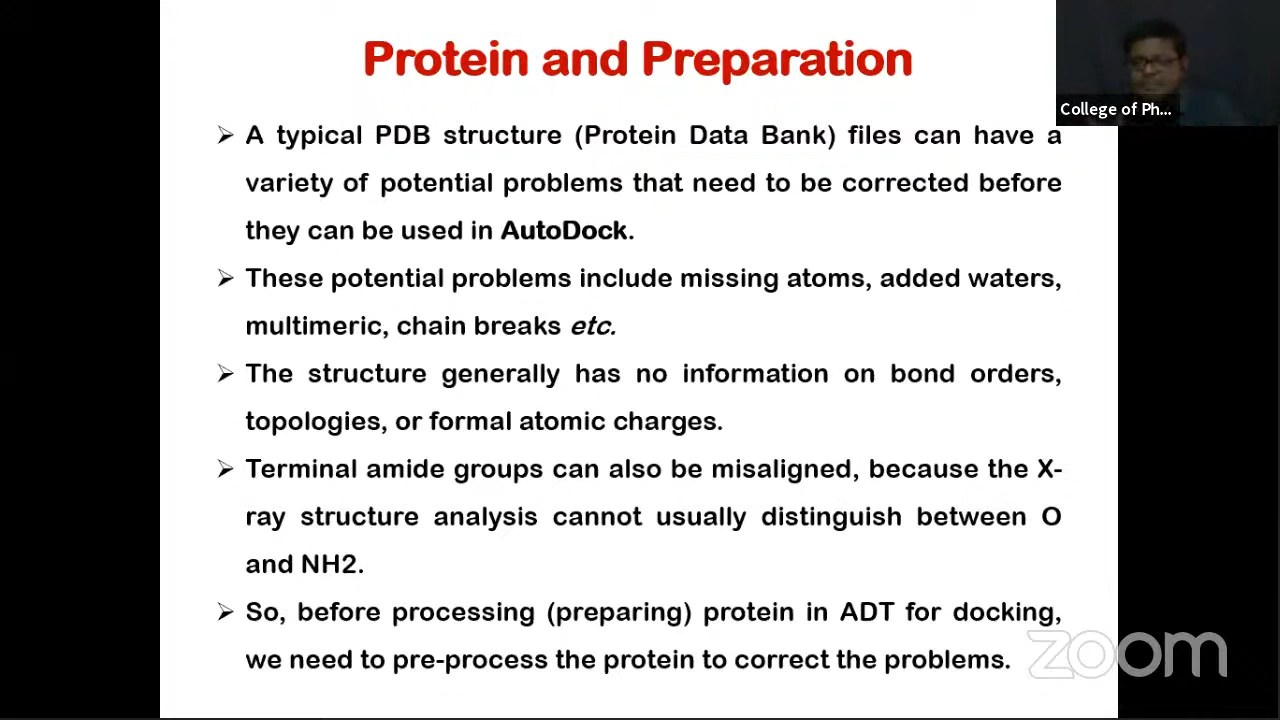 Protein and Preparation
College of Ph...
➢ A typical PDB structure (Protein Data Bank) files can have a
variety of potential problems that need to be corrected before
they can be used in AutoDock.
➢ These potential problems include missing atoms, added waters,
multimeric, chain breaks etc.
➢ The structure generally has no information on bond orders,
topologies, or formal atomic charges.
➢ Terminal amide groups can also be misaligned, because the X-
ray structure analysis cannot usually distinguish between O
and NH2.
➢ So, before processing (preparing) protein in ADT for docking,
we need to pre-process the protein to correct the problems.
zoom